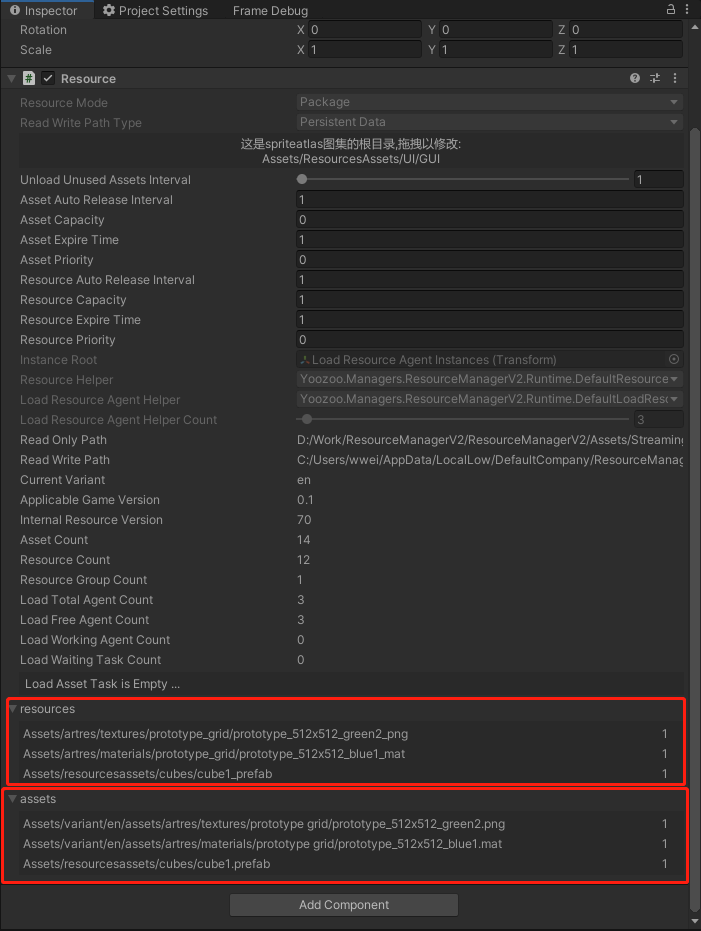 Inspector Project Settings Frame Debug
Rotation X 0 Y 0 Z 0
Scale X 1 Y 1 Z 1
# Resource
Resource Mode Package
Read Write Path Type Persistent Data
这是spriteatlas图集的根目录,拖拽以修改:
Assets/ResourcesAssets/UI/GUI
Unload Unused Assets Interval 1
Asset Auto Release Interval 1
Asset Capacity 0
Asset Expire Time 1
Asset Priority 0
Resource Auto Release Interval 1
Resource Capacity 1
Resource Expire Time 1
Resource Priority 0
Instance Root Load Resource Agent Instances (Transform)
Resource Helper Yoozoo.Managers.ResourceManagerV2.Runtime.DefaultResource
Load Resource Agent Helper Yoozoo.Managers.ResourceManagerV2.Runtime.DefaultLoadReso
Load Resource Agent Helper Count 3
Read Only Path D:/Work/ResourceManagerV2/ResourceManagerV2/Assets/Streaming
Read Write Path C:/Users/wwei/AppData/LocalLow/DefaultCompany/ResourceManag
Current Variant en
Applicable Game Version 0.1
Internal Resource Version 70
Asset Count 14
Resource Count 12
Resource Group Count 1
Load Total Agent Count 3
Load Free Agent Count 3
Load Working Agent Count 0
Load Waiting Task Count 0
Load Asset Task is Empty ...
resources
Assets/artres/textures/prototype_grid/prototype_512x512_green2_png 1
Assets/artres/materials/prototype_grid/prototype_512x512_blue1_mat 1
Assets/resourcesassets/cubes/cube1_prefab 1
assets
Assets/variant/en/assets/artres/textures/prototype grid/prototype_512x512_green2.png 1
Assets/variant/en/assets/artres/materials/prototype grid/prototype_512x512_blue1.mat 1
Assets/resourcesassets/cubes/cube1.prefab 1
Add Component